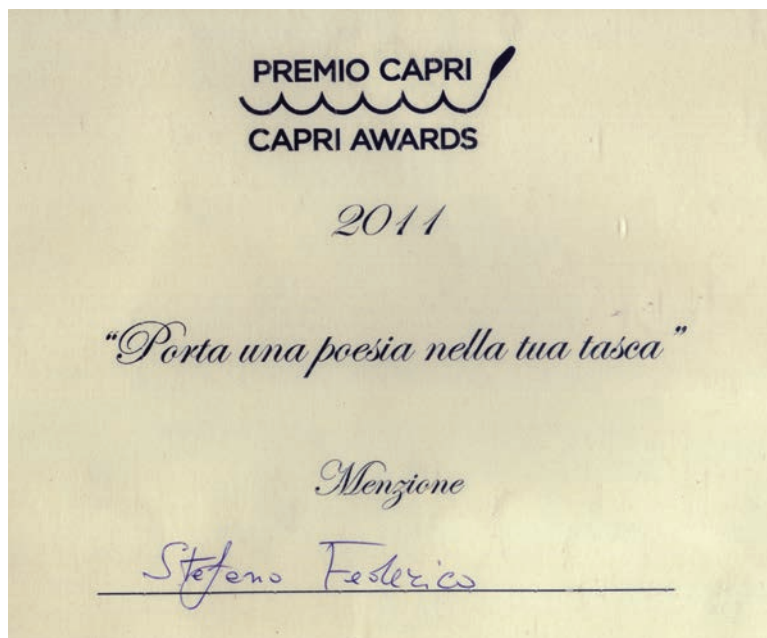 PREMIO CAPRI
CAPRI AWARDS
2011
“Porta una poesia nella tua tasca”
Menzione
Stefano Federico